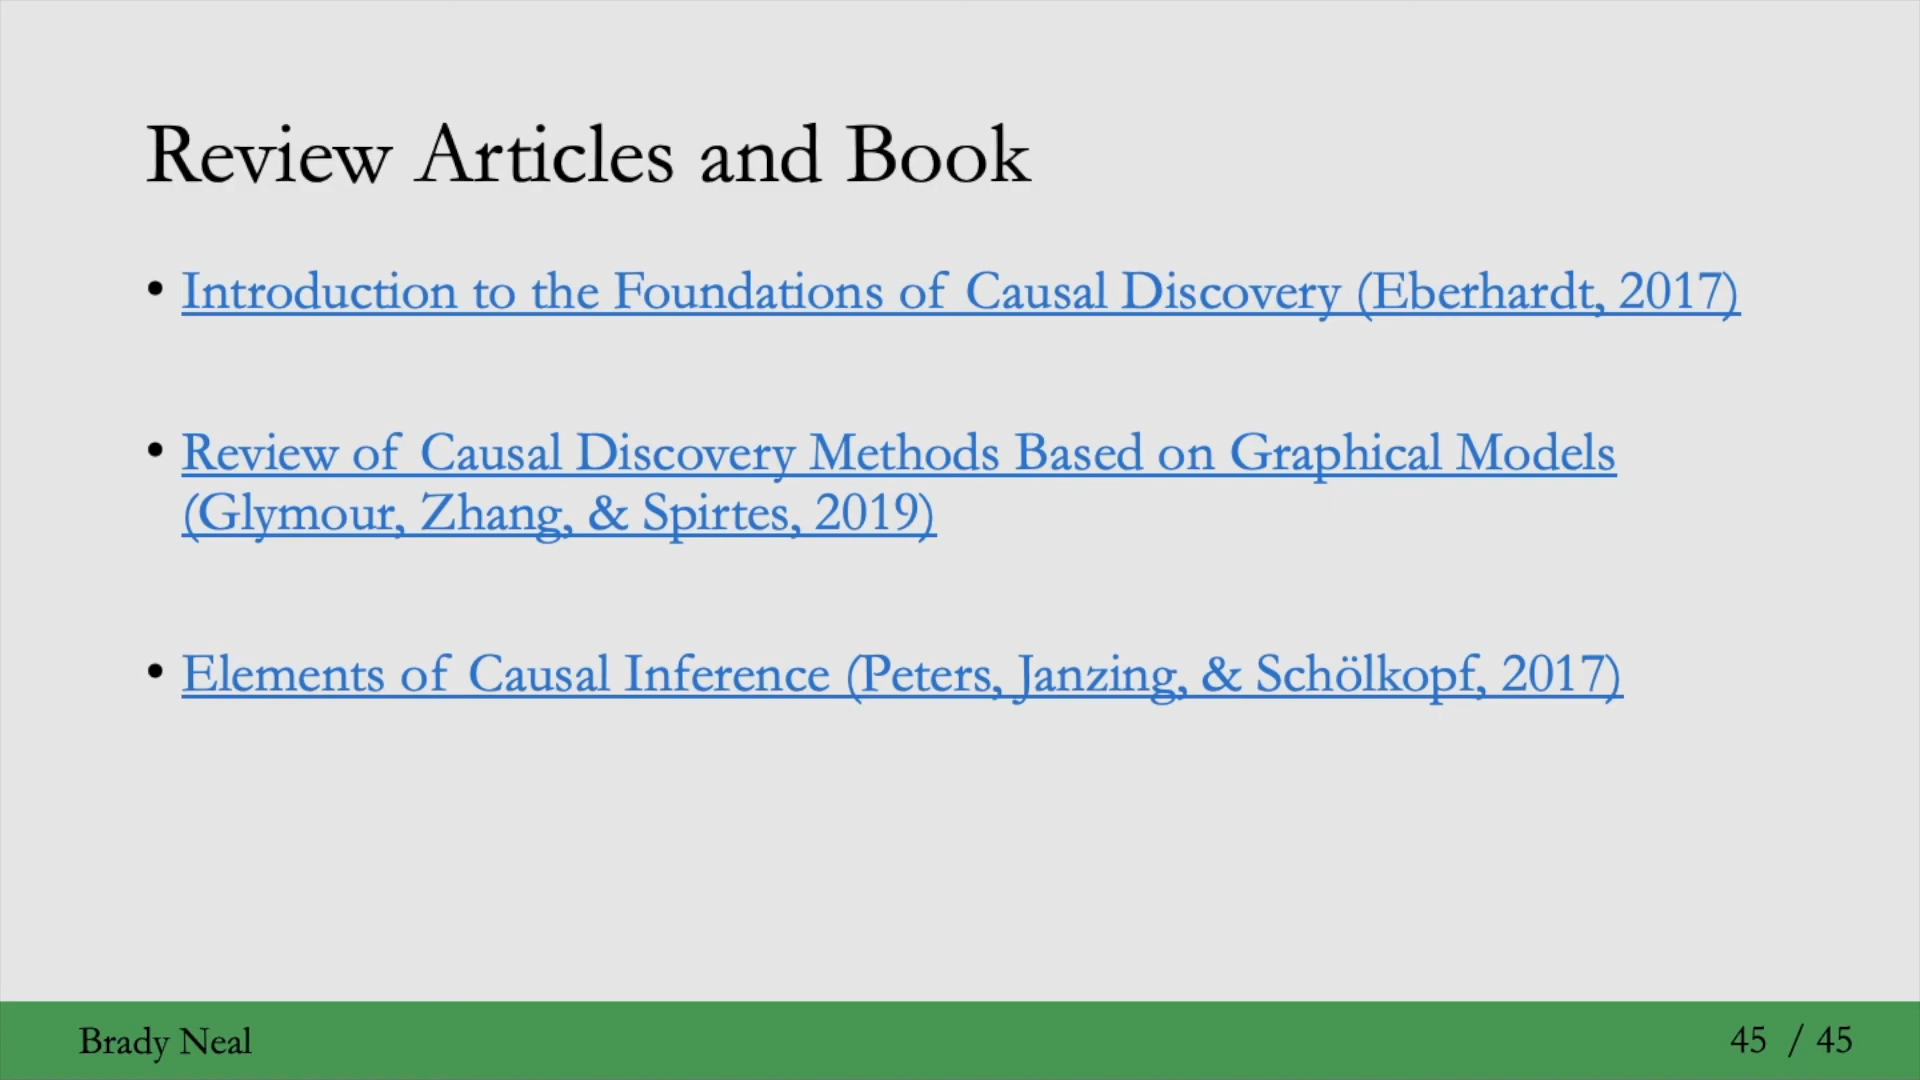 Review Articles and Book
• Introduction to the Foundations of Causal Discovery (Eberhardt, 2017)
• Review of Causal Discovery Methods Based on Graphical Models
(Glymour, Zhang, & Spirtes, 2019)
• Elements of Causal Inference (Peters, Janzing, & Schölkopf, 2017)
Brady Neal
45 / 45